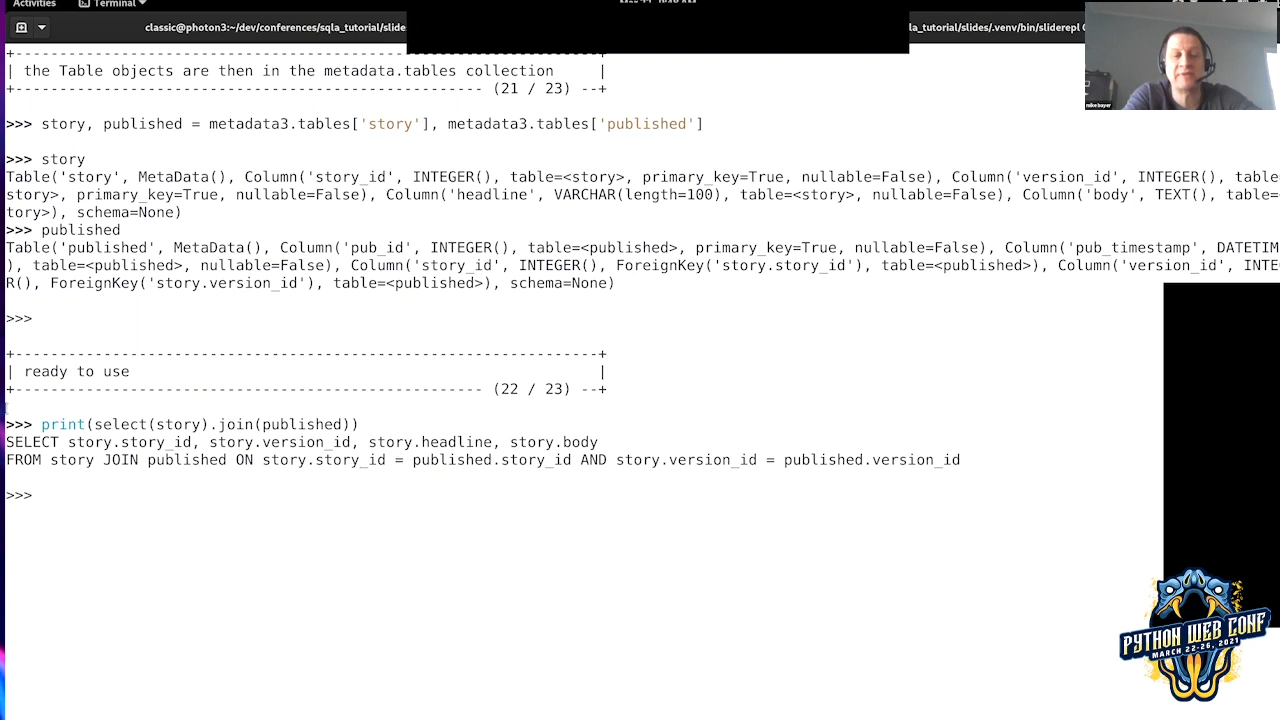 Activities Terminal
classic@photon3:~/dev/conferences/sqla_tutorial/slide la_tutorial/slides/.venv/bin/sliderepl
+----------------------------------------------------------------+
| the Table objects are then in the metadata.tables collection |
+------------------------------------------------------ (21 / 23) --+
>>> story, published = metadata3.tables['story'], metadata3.tables['published']
>>> story
Table('story', MetaData(), Column('story_id', INTEGER(), table=<story>, primary_key=True, nullable=False), Column('version_id', INTEGER(), table=
story>, primary_key=True, nullable=False), Column('headline', VARCHAR(length=100), table=<story>, nullable=False), Column('body', TEXT(), table=
tory>), schema=None)
>>> published
Table('published', MetaData(), Column('pub_id', INTEGER(), table=<published>, primary_key=True, nullable=False), Column('pub_timestamp', DATETIM
), table=<published>, nullable=False), Column('story_id', INTEGER(), ForeignKey('story.story_id'), table=<published>), Column('version_id', INTE
R(), ForeignKey('story.version_id'), table=<published>), schema=None)
>>>
+------------------------------------------------------------------+
| ready to use |
+------------------------------------------------------ (22 / 23) --+
>>> print(select(story).join(published))
SELECT story.story_id, story.version_id, story.headline, story.body
FROM story JOIN published ON story.story_id = published.story_id AND story.version_id = published.version_id
>>>
mike bayer
PYTHON WEB CONF
MARCH 22-26, 2021